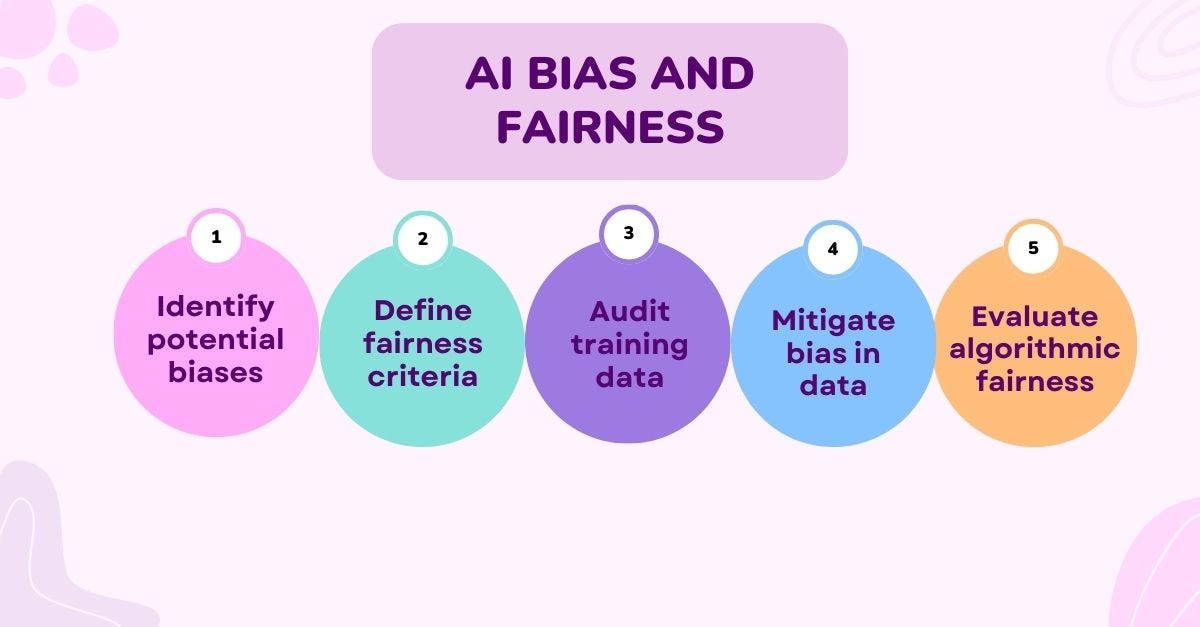 AI BIAS AND
FAIRNESS
1
Identify
potential
biases
2
Define
fairness
criteria
3
Audit
training
data
4
Mitigate
bias in
data
5
Evaluate
algorithmic
fairness